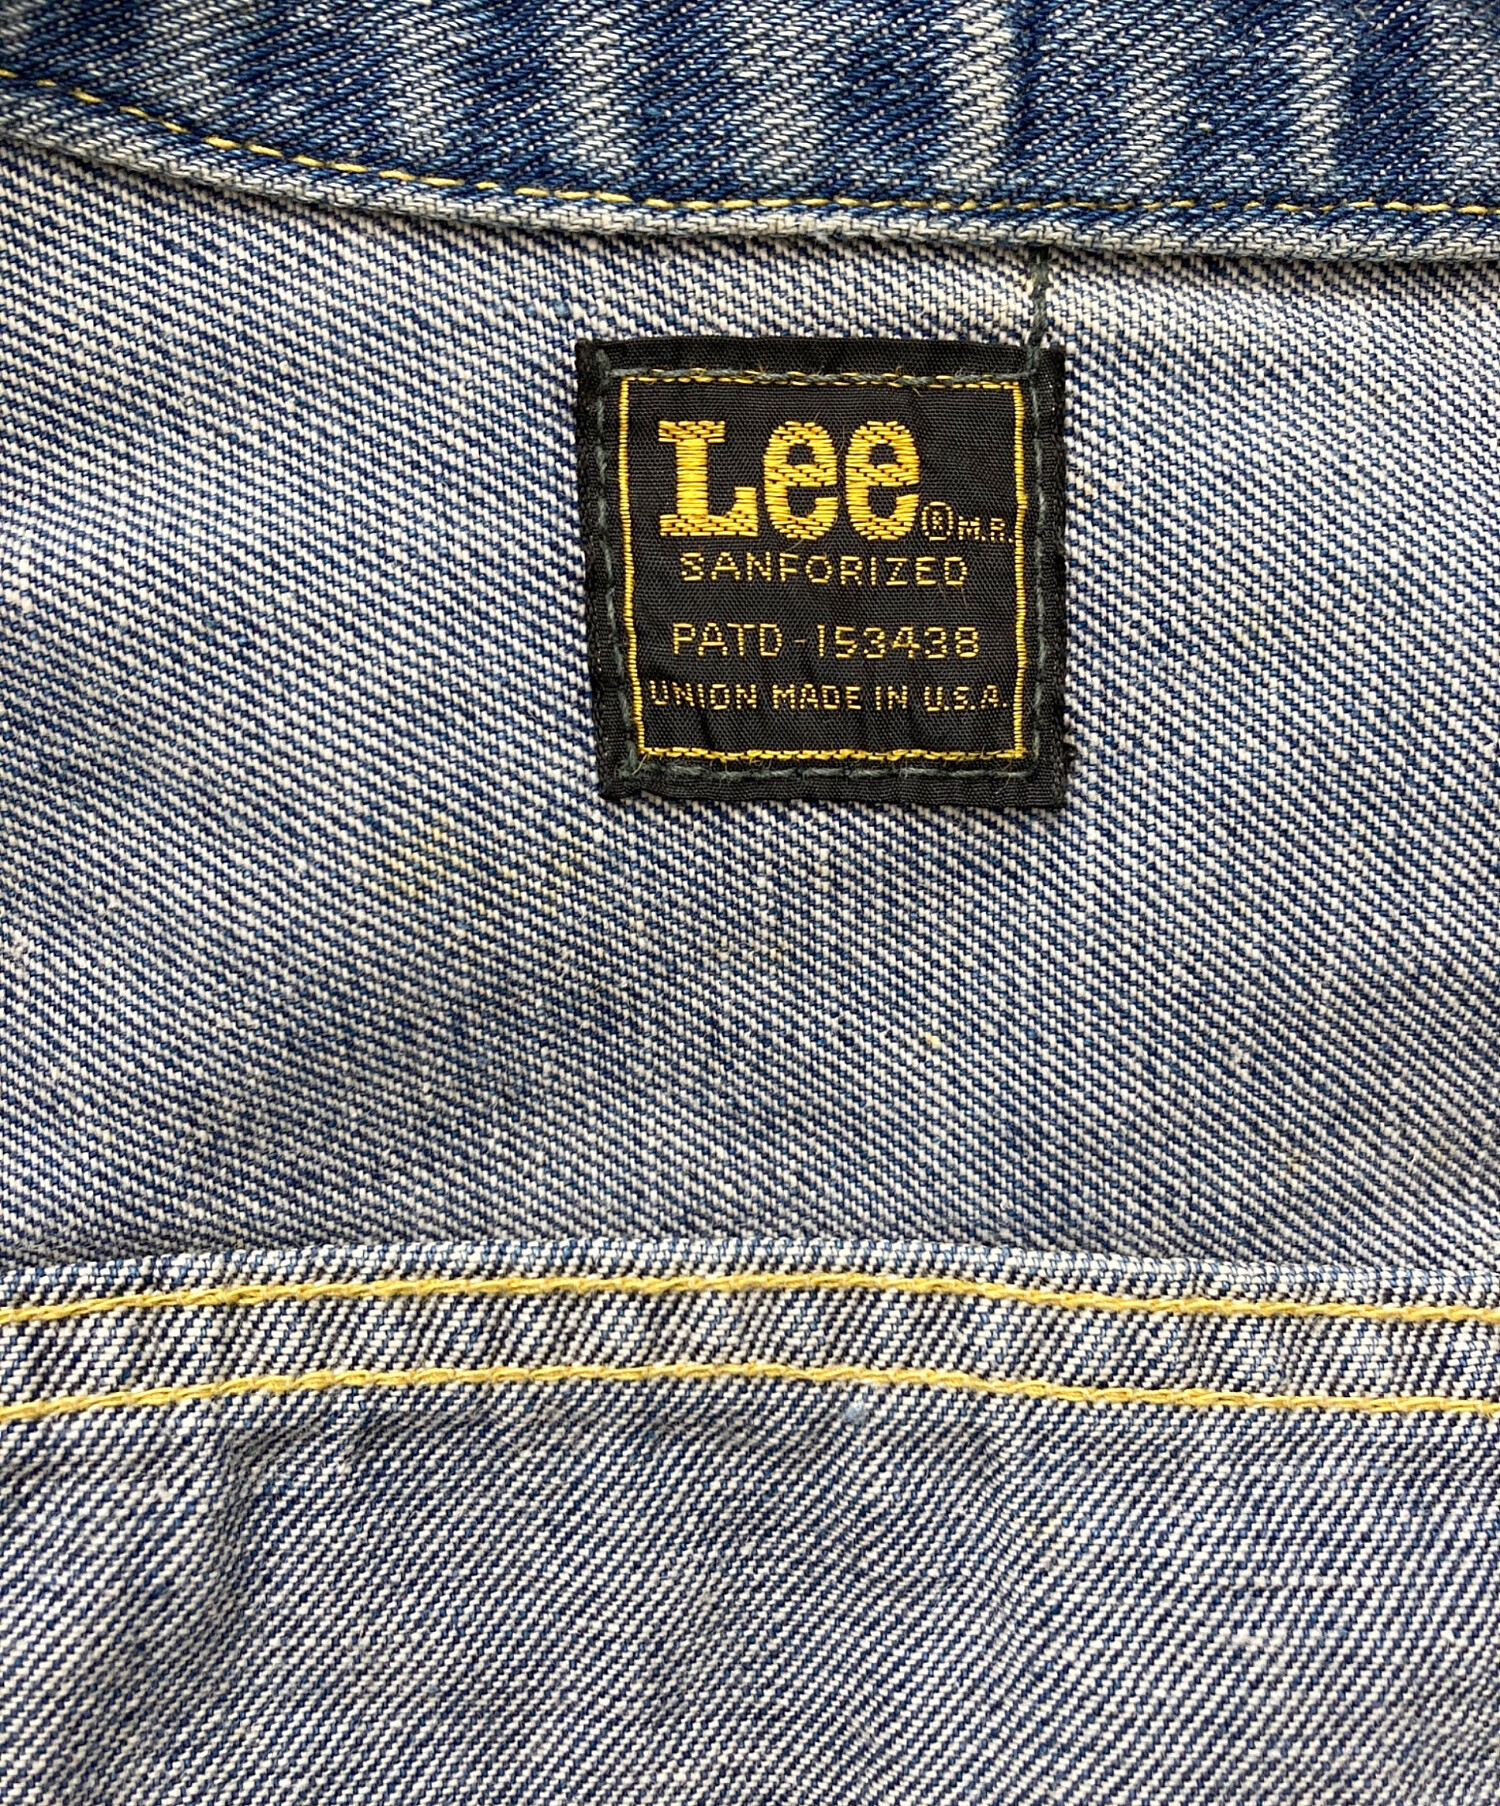 Lee® M.R.
SANFORIZED
PATD-153438
UNION MADE IN U.S.A.